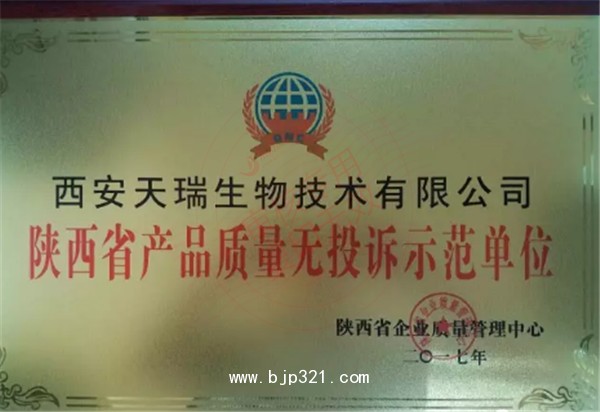 西安天瑞生物技术有限公司
陕西省产品质量无投诉示范单位
陕西省企业质量管理中心
二〇一七年
www.bjp321.com